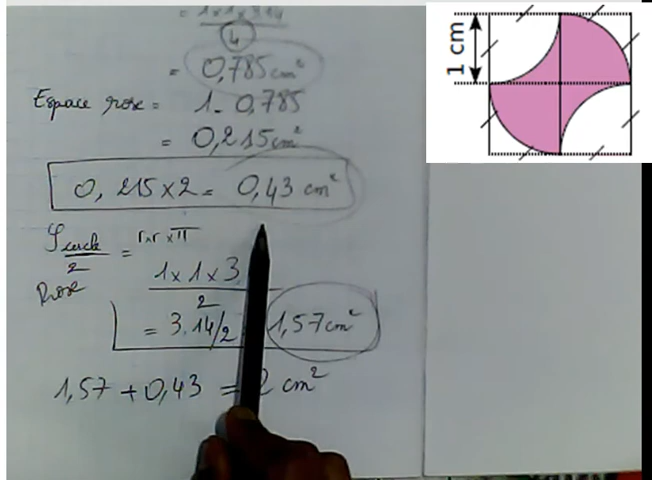 = 1x1x3.14
4
= 0,785 cm²
Espace rose = 1 - 0,785
= 0,215 cm²
0, 215 x 2 = 0,43 cm²
= r x r x π
2
Rose
1 x 1 x 3
2
= 3.14/2
1,57 cm²
1,57 + 0,43 = 2 cm²
1 cm